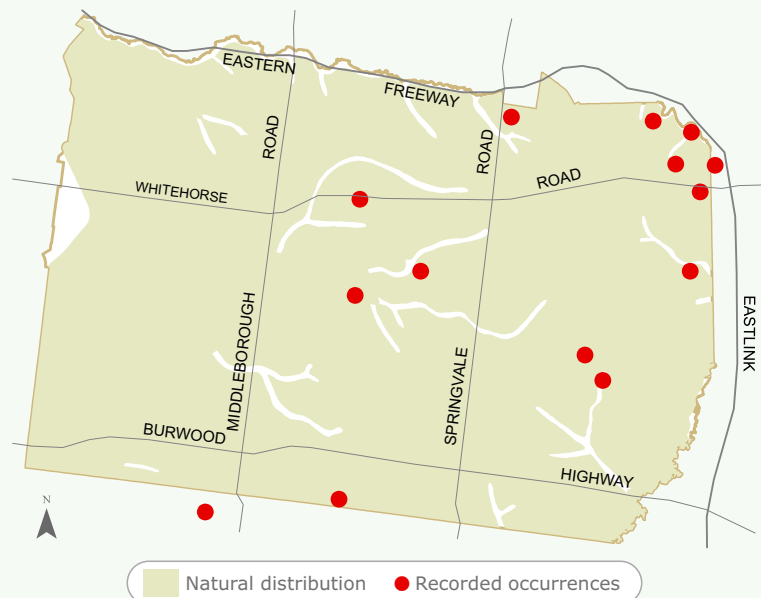 EASTERN
FREEWAY
ROAD
ROAD
WHITEHORSE
ROAD
MIDDLEBOROUGH
SPRINGVALE
EASTLINK
BURWOOD
HIGHWAY
N
Natural distribution
Recorded occurrences